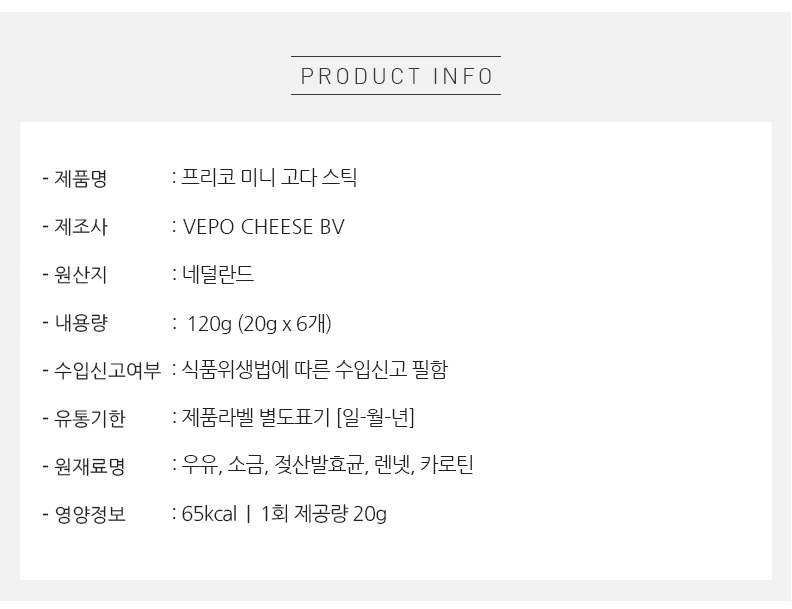 PRODUCT INFO
- 제품명 : 프리코 미니 고다 스틱
- 제조사 : VEPO CHEESE BV
- 원산지 : 네덜란드
- 내용량 : 120g (20g x 6개)
- 수입신고여부 : 식품위생법에 따른 수입신고 필함
- 유통기한 : 제품라벨 별도표기 [일-월-년]
- 원재료명 : 우유, 소금, 젖산발효균, 렌넷, 카로틴
- 영양정보 : 65kcal | 1회 제공량 20g